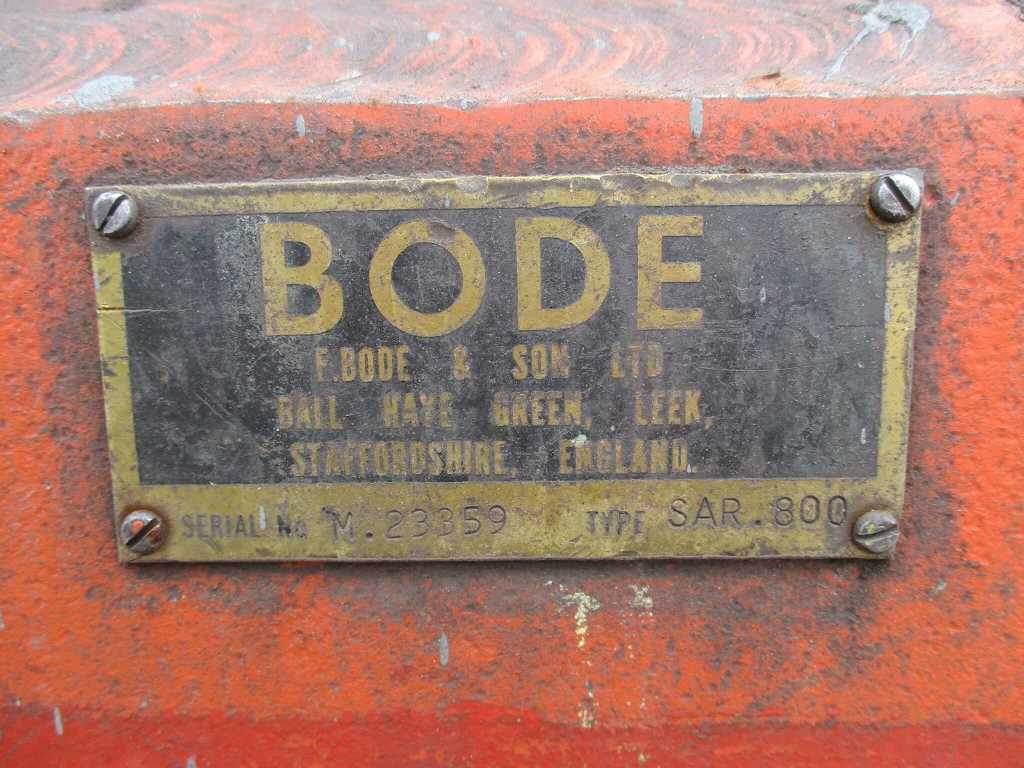 BODE
F.BODE & SON LTD
BALL HAYE GREEN, LEEK,
STAFFORDSHIRE, ENGLAND.
SERIAL No M.23359 TYPE SAR.800